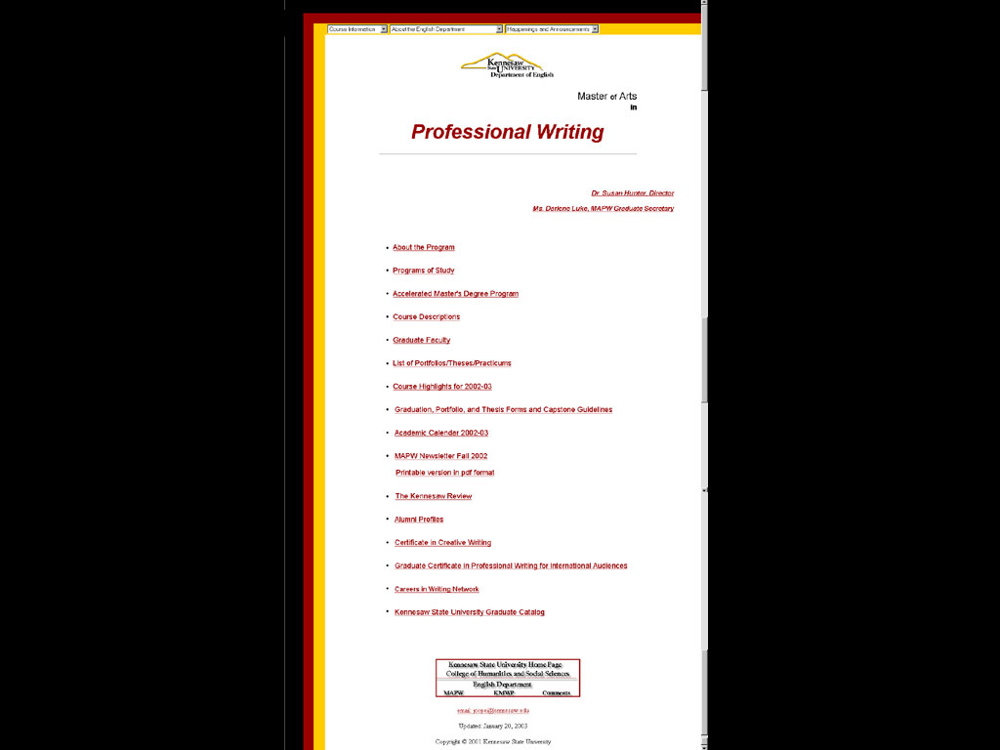 Course Information About the English Department Happenings and Announcements
Kennesaw
State UNIVERSITY
Department of English
Master of Arts
in
Professional Writing
Dr. Susan Hunter, Director
Ms. Darlene Luke, MAPW Graduate Secretary
• About the Program
• Programs of Study
• Accelerated Master's Degree Program
• Course Descriptions
• Graduate Faculty
• List of Portfolios/Theses/Practicums
• Course Highlights for 2002-03
• Graduation, Portfolio, and Thesis Forms and Capstone Guidelines
• Academic Calendar 2002-03
• MAPW Newsletter Fall 2002
Printable version in pdf format
• The Kennesaw Review
• Alumni Profiles
• Certificate in Creative Writing
• Graduate Certificate in Professional Writing for International Audiences
• Careers in Writing Network
• Kennesaw State University Graduate Catalog
Kennesaw State University Home Page
College of Humanities and Social Sciences
English Department
MAPW KMWP Comments
email:
Updated: January 20, 2003
Copyright © 2001 Kennesaw State University